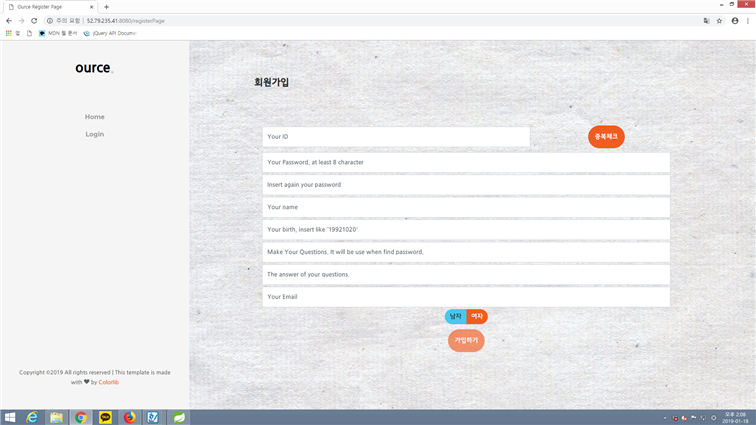 Ource Register Page
주의 요함 | 52.79.235.41:8080/registerPage
앱
MDN 웹 문서
jQuery API Docum
ource.
Home
Login
회원가입
Your ID
중복체크
Your Password, at least 8 character
Insert again your password
Your name
Your birth, insert like '19921020'
Make Your Questions. It will be use when find password.
The answer of your questions.
Your Email
남자 여자
가입하기
Copyright ©2019 All rights reserved | This template is made
with ❤ by Colorlib
오후 2:06
2019-01-18